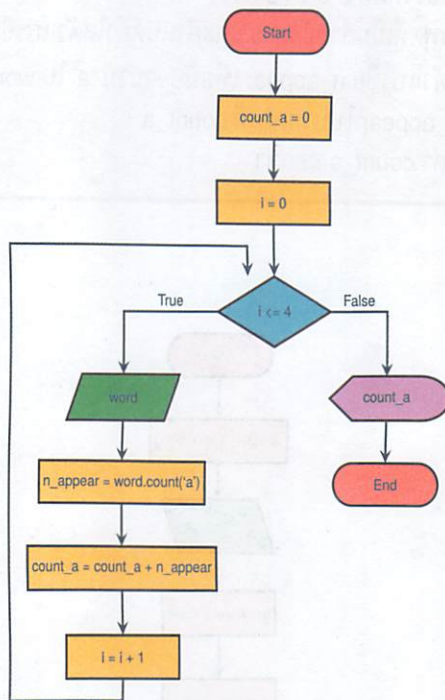 Start
count_a = 0
i = 0
i <= 4
True
False
word
count_a
n_appear = word.count('a')
End
count_a = count_a + n_appear
i = i + 1